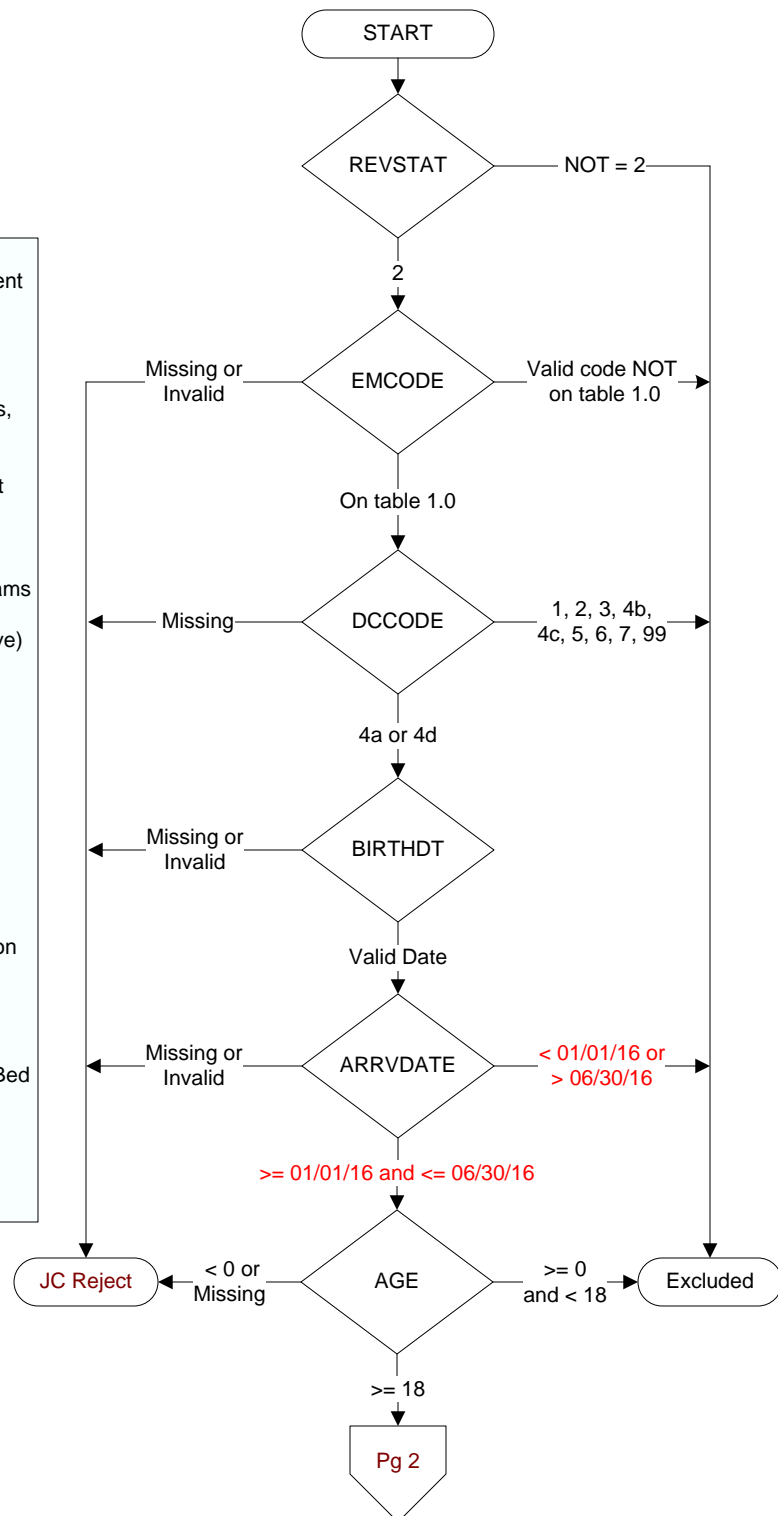 START
REVSTAT
NOT = 2
2
Missing or
Invalid
EMCODE
Valid code NOT
on table 1.0
On table 1.0
Missing
DCCODE
1, 2, 3, 4b,
4c, 5, 6, 7, 99
4a or 4d
Missing or
Invalid
BIRTHDT
Valid Date
Missing or
Invalid
ARRVDATE
< 01/01/16 or
> 06/30/16
>= 01/01/16 and <= 06/30/16
JC Reject
< 0 or
Missing
AGE
>= 0
and < 18
Excluded
>= 18
Pg 2
on